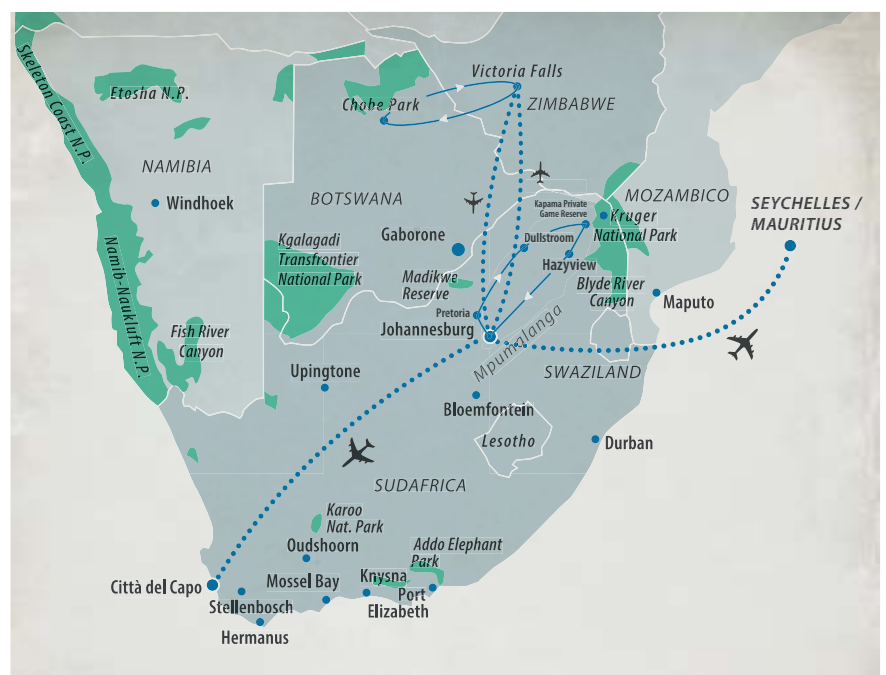 Skeleton Coast N.P.
Etosha N.P.
Victoria Falls
Chobe Park
ZIMBABWE
NAMIBIA
BOTSWANA
MOZAMBICO
Windhoek
Kapama Private
Game Reserve
SEYCHELLES /
MAURITIUS
Kruger
National Park
Gaborone
Dullstroom
Kgalagadi
Transfrontier
National Park
Hazyview
Madikwe
Reserve
Blyde River
Canyon
Namib-Naukluft N.P.
Maputo
Pretoria
Johannesburg
Fish River
Canyon
Mpumalanga
Upingtone
SWAZILAND
Bloemfontein
Lesotho
Durban
SUDAFRICA
Karoo
Nat. Park
Oudshoorn
Addo Elephant
Park
Città del Capo
Mossel Bay
Knysna
Stellenbosch
Port
Elizabeth
Hermanus